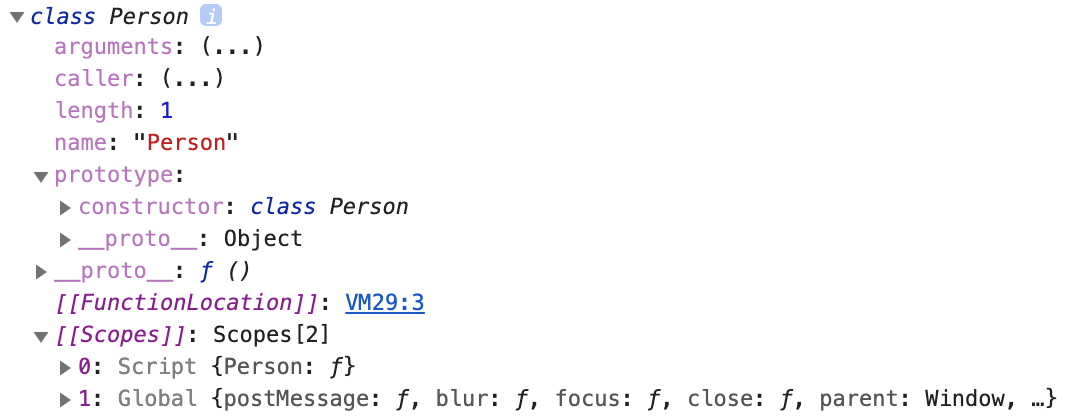 class Person i
arguments: (...)
caller: (...)
length: 1
name: "Person"
prototype:
constructor: class Person
__proto__: Object
__proto__: ƒ ()
[[FunctionLocation]]: VM29:3
[[Scopes]]: Scopes[2]
0: Script {Person: ƒ}
1: Global {postMessage: ƒ, blur: ƒ, focus: ƒ, close: ƒ, parent: Window, …}